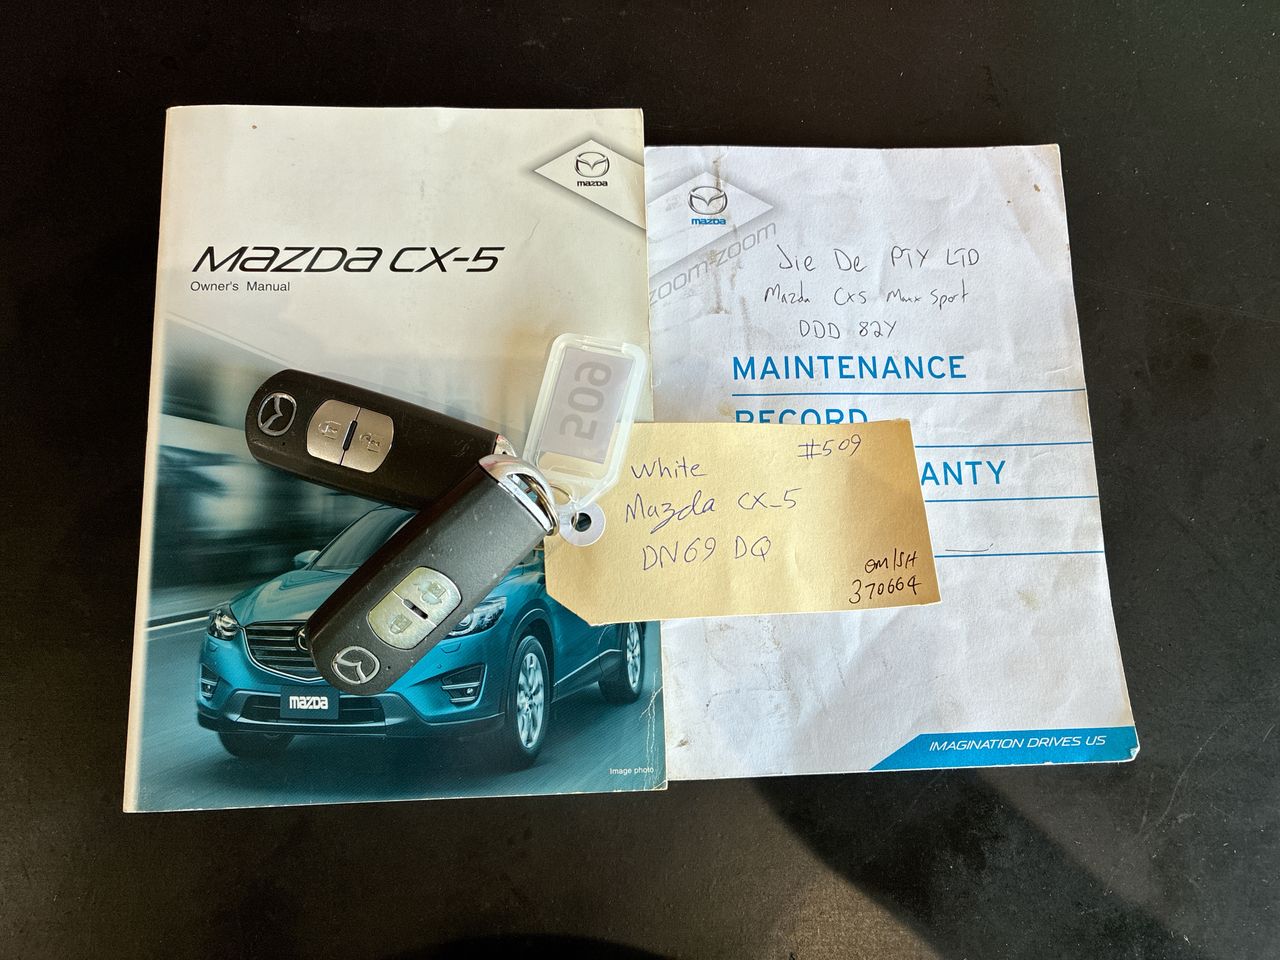 mazda
mazda CX-5
Owner's Manual
mazda
Image photo
mazda
zoom-zoom
Jie De PTY LTD
Mazda CX5 Maxx Sport
DDD 82Y
MAINTENANCE
RECORD
ANTY
IMAGINATION DRIVES US
509
#509
White
Mazda CX-5
DN69 DQ
370664